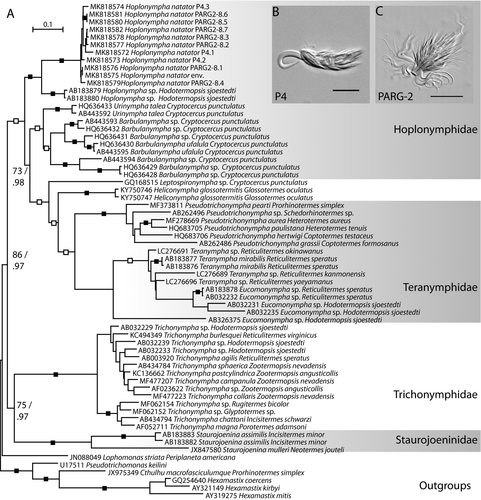 A
0.1
B
P4
C
PARG-2
MK818574 Hoplonympha natator P4.3
MK818581 Hoplonympha natator PARG2-8.6
MK818580 Hoplonympha natator PARG2-8.5
MK818582 Hoplonympha natator PARG2-8.7
MK818578 Hoplonympha natator PARG2-8.3
MK818577 Hoplonympha natator PARG2-8.2
MK818572 Hoplonympha natator P4.1
MK818573 Hoplonympha natator P4.2
MK818576 Hoplonympha natator PARG2-8.1
MK818575 Hoplonympha natator env.
MK818579 Hoplonympha natator PARG2-8.4
AB183879 Hoplonympha sp. Hodotermopsis sjoestedti
AB183880 Hoplonympha sp. Hodotermopsis sjoestedti
HQ636433 Urinympha talea Cryptocercus punctulatus
AB443592 Urinympha talea Cryptocercus punctulatus
AB443593 Barbulanympha sp. Cryptocercus punctulatus
HQ636432 Barbulanympha sp. Cryptocercus punctulatus
HQ636431 Barbulanympha sp. Cryptocercus punctulatus
HQ636430 Barbulanympha ufalula Cryptocercus punctulatus
AB443595 Barbulanympha ufalula Cryptocercus punctulatus
AB443594 Barbulanympha sp. Cryptocercus punctulatus
HQ636429 Barbulanympha sp. Cryptocercus punctulatus
HQ636428 Barbulanympha sp. Cryptocercus punctulatus
Hoplonymphidae
73 /
.98
GQ168515 Leptospironympha sp. Cryptocercus punctulatus
KY750746 Heliconympha glossotermes Glossotermes oculatus
KY750747 Heliconympha glossotermes Glossotermes oculatus
MF373811 Pseudotrichonympha pearti Prorhinotermes simplex
AB262496 Pseudotrichonympha sp. Schedorhinotermes sp.
MF278669 Pseudotrichonympha aurea Heterotermes aureus
HQ683705 Pseudotrichonympha paulistana Heterotermes tenuis
HQ683706 Pseudotrichonympha hertwigi Coptotermes testaceus
AB262486 Pseudotrichonympha grassii Coptotermes formosanus
LC276691 Teranympha sp. Reticulitermes okinawanus
AB183877 Teranympha mirabilis Reticulitermes speratus
AB183876 Teranympha mirabilis Reticulitermes speratus
LC276689 Teranympha sp. Reticulitermes kanmonensis
LC276696 Teranympha sp. Reticulitermes yaeyamanus
AB183878 Eucomonympha sp. Reticulitermes speratus
AB032232 Eucomonympha sp. Reticulitermes speratus
AB032231 Eucomonympha sp. Hodotermopsis sjoestedti
AB032235 Eucomonympha sp. Hodotermopsis sjoestedti
AB326375 Eucomonympha sp. Hodotermopsis sjoestedti
Teranymphidae
86 /
.97
AB032229 Trichonympha sp. Hodotermopsis sjoestedti
KC494349 Trichonympha burlesquei Reticulitermes virginicus
AB032239 Trichonympha sp. Hodotermopsis sjoestedti
AB032233 Trichonympha sp. Hodotermopsis sjoestedti
AB003920 Trichonympha agilis Reticulitermes speratus
AB434784 Trichonympha sphaerica Zootermopsis nevadensis
KC136662 Trichonympha postcylindrica Zootermopsis angusticollis
MF477207 Trichonympha campanula Zootermopsis nevadensis
AF023622 Trichonympha sp. Zootermopsis angusticollis
MF477223 Trichonympha collaris Zootermopsis nevadensis
MF062154 Trichonympha sp. Rugitermes bicolor
MF062152 Trichonympha sp. Glyptotermes sp.
AB434794 Trichonympha chattoni Incisitermes schwarzi
AF052711 Trichonympha magna Porotermes adamsoni
Trichonymphidae
75 /
.97
AB183883 Staurojoenina assimilis Incisitermes minor
AB183882 Staurojoenina assimilis Incisitermes minor
JX847580 Staurojoenina mulleri Neotermes jouteli
Staurojoeninidae
JN088049 Lophomonas striata Periplaneta americana
U17511 Pseudotrichomonas keilini
JX975349 Cthulhu macrofasciculumque Prorhinotermes simplex
GQ254640 Hexamastix coercens
AY321149 Hexamastix kirbyi
AY319275 Hexamastix mitis
Outgroups